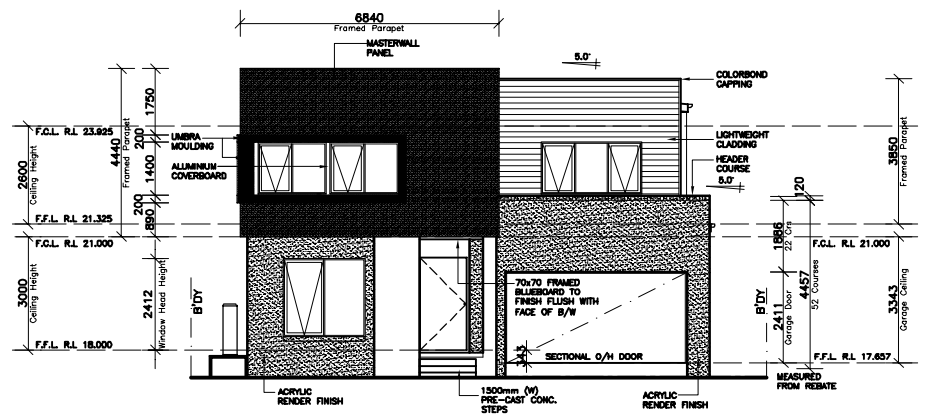 6840
Framed Parapet
MASTERWALL
PANEL
5.0°
COLORBOND
CAPPING
1750
F.C.L. R.L 23.925
200
UMBRA
MOULDING
LIGHTWEIGHT
CLADDING
4440
Framed Parapet
3850
Framed Parapet
2600
Ceiling Height
1400
ALUMINIUM
COVERBOARD
HEADER
COURSE
5.0°
120
200
890
F.F.L. R.L 21.325
1886
22 Crs
F.C.L. R.L 21.000
F.C.L. R.L 21.000
4457
52 Courses
3000
Ceiling Height
2412
Window Head Height
B'DY
70x70 FRAMED
BLUEBOARD TO
FINISH FLUSH WITH
FACE OF B/W
2411
Garage Door
B'DY
3343
Garage Ceiling
F.F.L. R.L 18.000
343
SECTIONAL O/H DOOR
F.F.L. R.L 17.657
MEASURED
FROM REBATE
ACRYLIC
RENDER FINISH
1500mm (W)
PRE-CAST CONC.
STEPS
ACRYLIC
RENDER FINISH